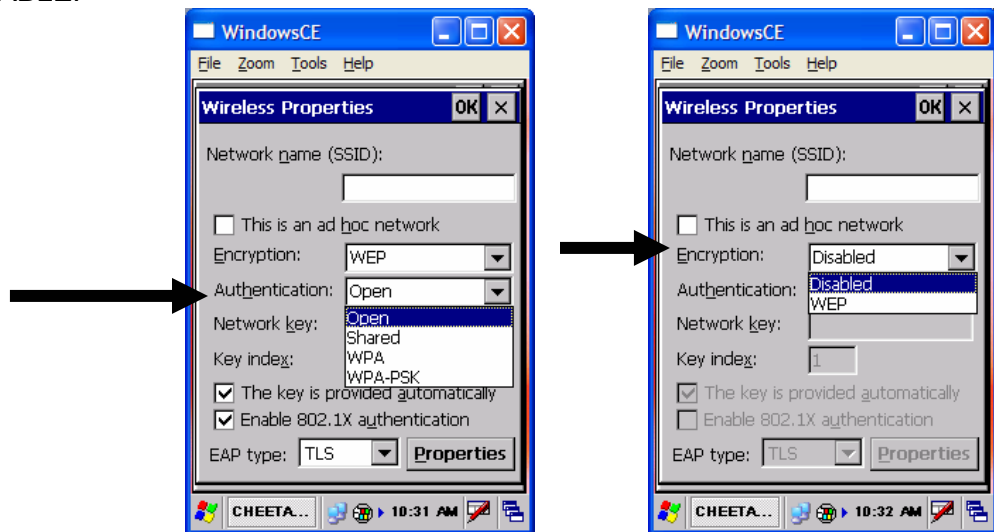 WindowsCE
File Zoom Tools Help
Wireless Properties OK
Network name (SSID):
This is an ad hoc network
Encryption: WEP
Authentication: Open
Open
Network key:
Shared
Key index:
WPA
WPA-PSK
The key is provided automatically
Enable 802.1X authentication
EAP type: TLS Properties
CHEETA... 10:31 AM
WindowsCE
File Zoom Tools Help
Wireless Properties OK
Network name (SSID):
This is an ad hoc network
Encryption: Disabled
Disabled
Authentication:
WEP
Network key:
Key index: 1
The key is provided automatically
Enable 802.1X authentication
EAP type: TLS Properties
CHEETA... 10:32 AM